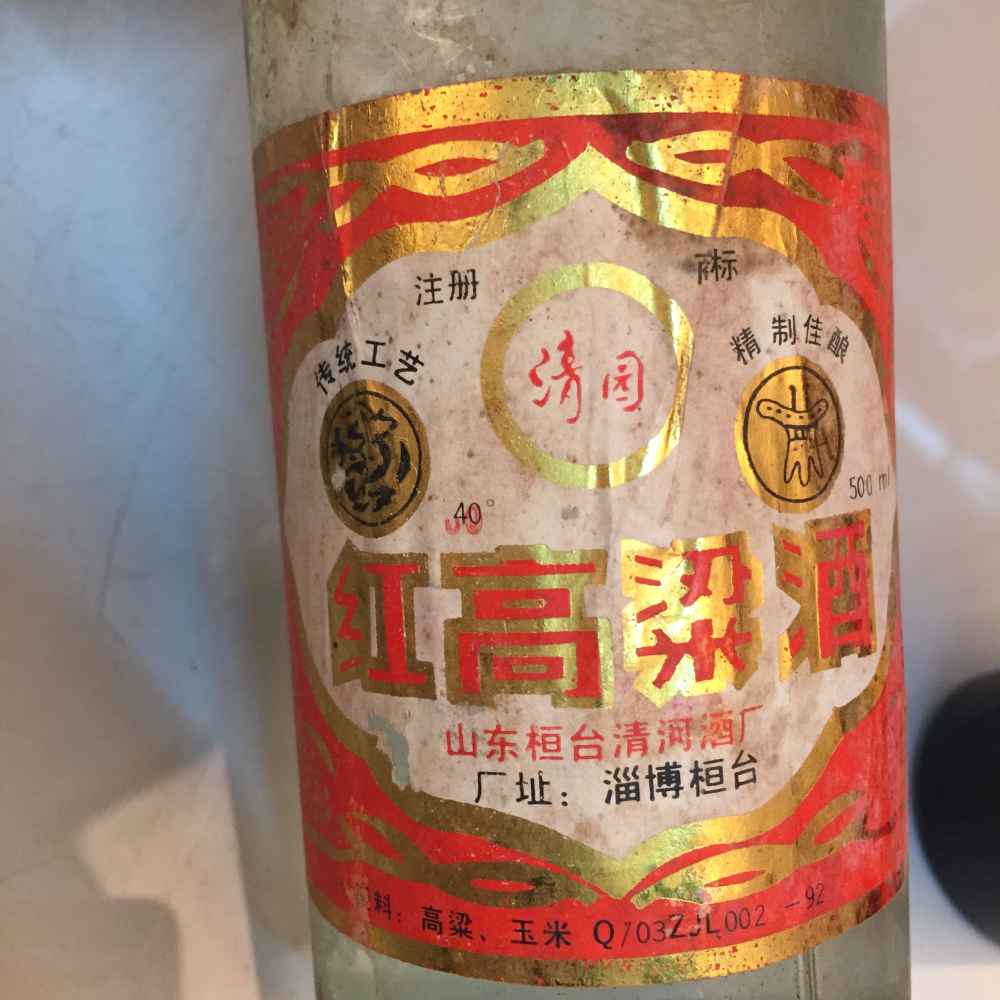 注册
商标
清园
传统工艺
精制佳酿
40°
500 ml
红高粱酒
山东桓台清河酒厂
厂址：淄博桓台
原料：高粱、玉米 Q/03ZJL002-92